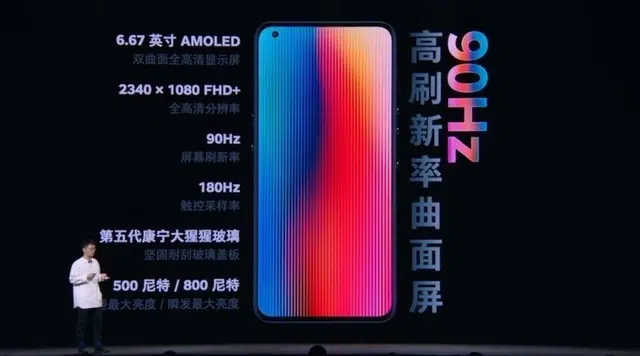 6.67 英寸 AMOLED
双曲面全高清显示屏
2340 × 1080 FHD+
全高清分辨率
90Hz
屏幕刷新率
180Hz
触控采样率
第五代康宁大猩猩玻璃
坚固耐刮玻璃盖板
500 尼特 / 800 尼特
最大亮度 / 瞬发最大亮度
90Hz
高刷新率曲面屏